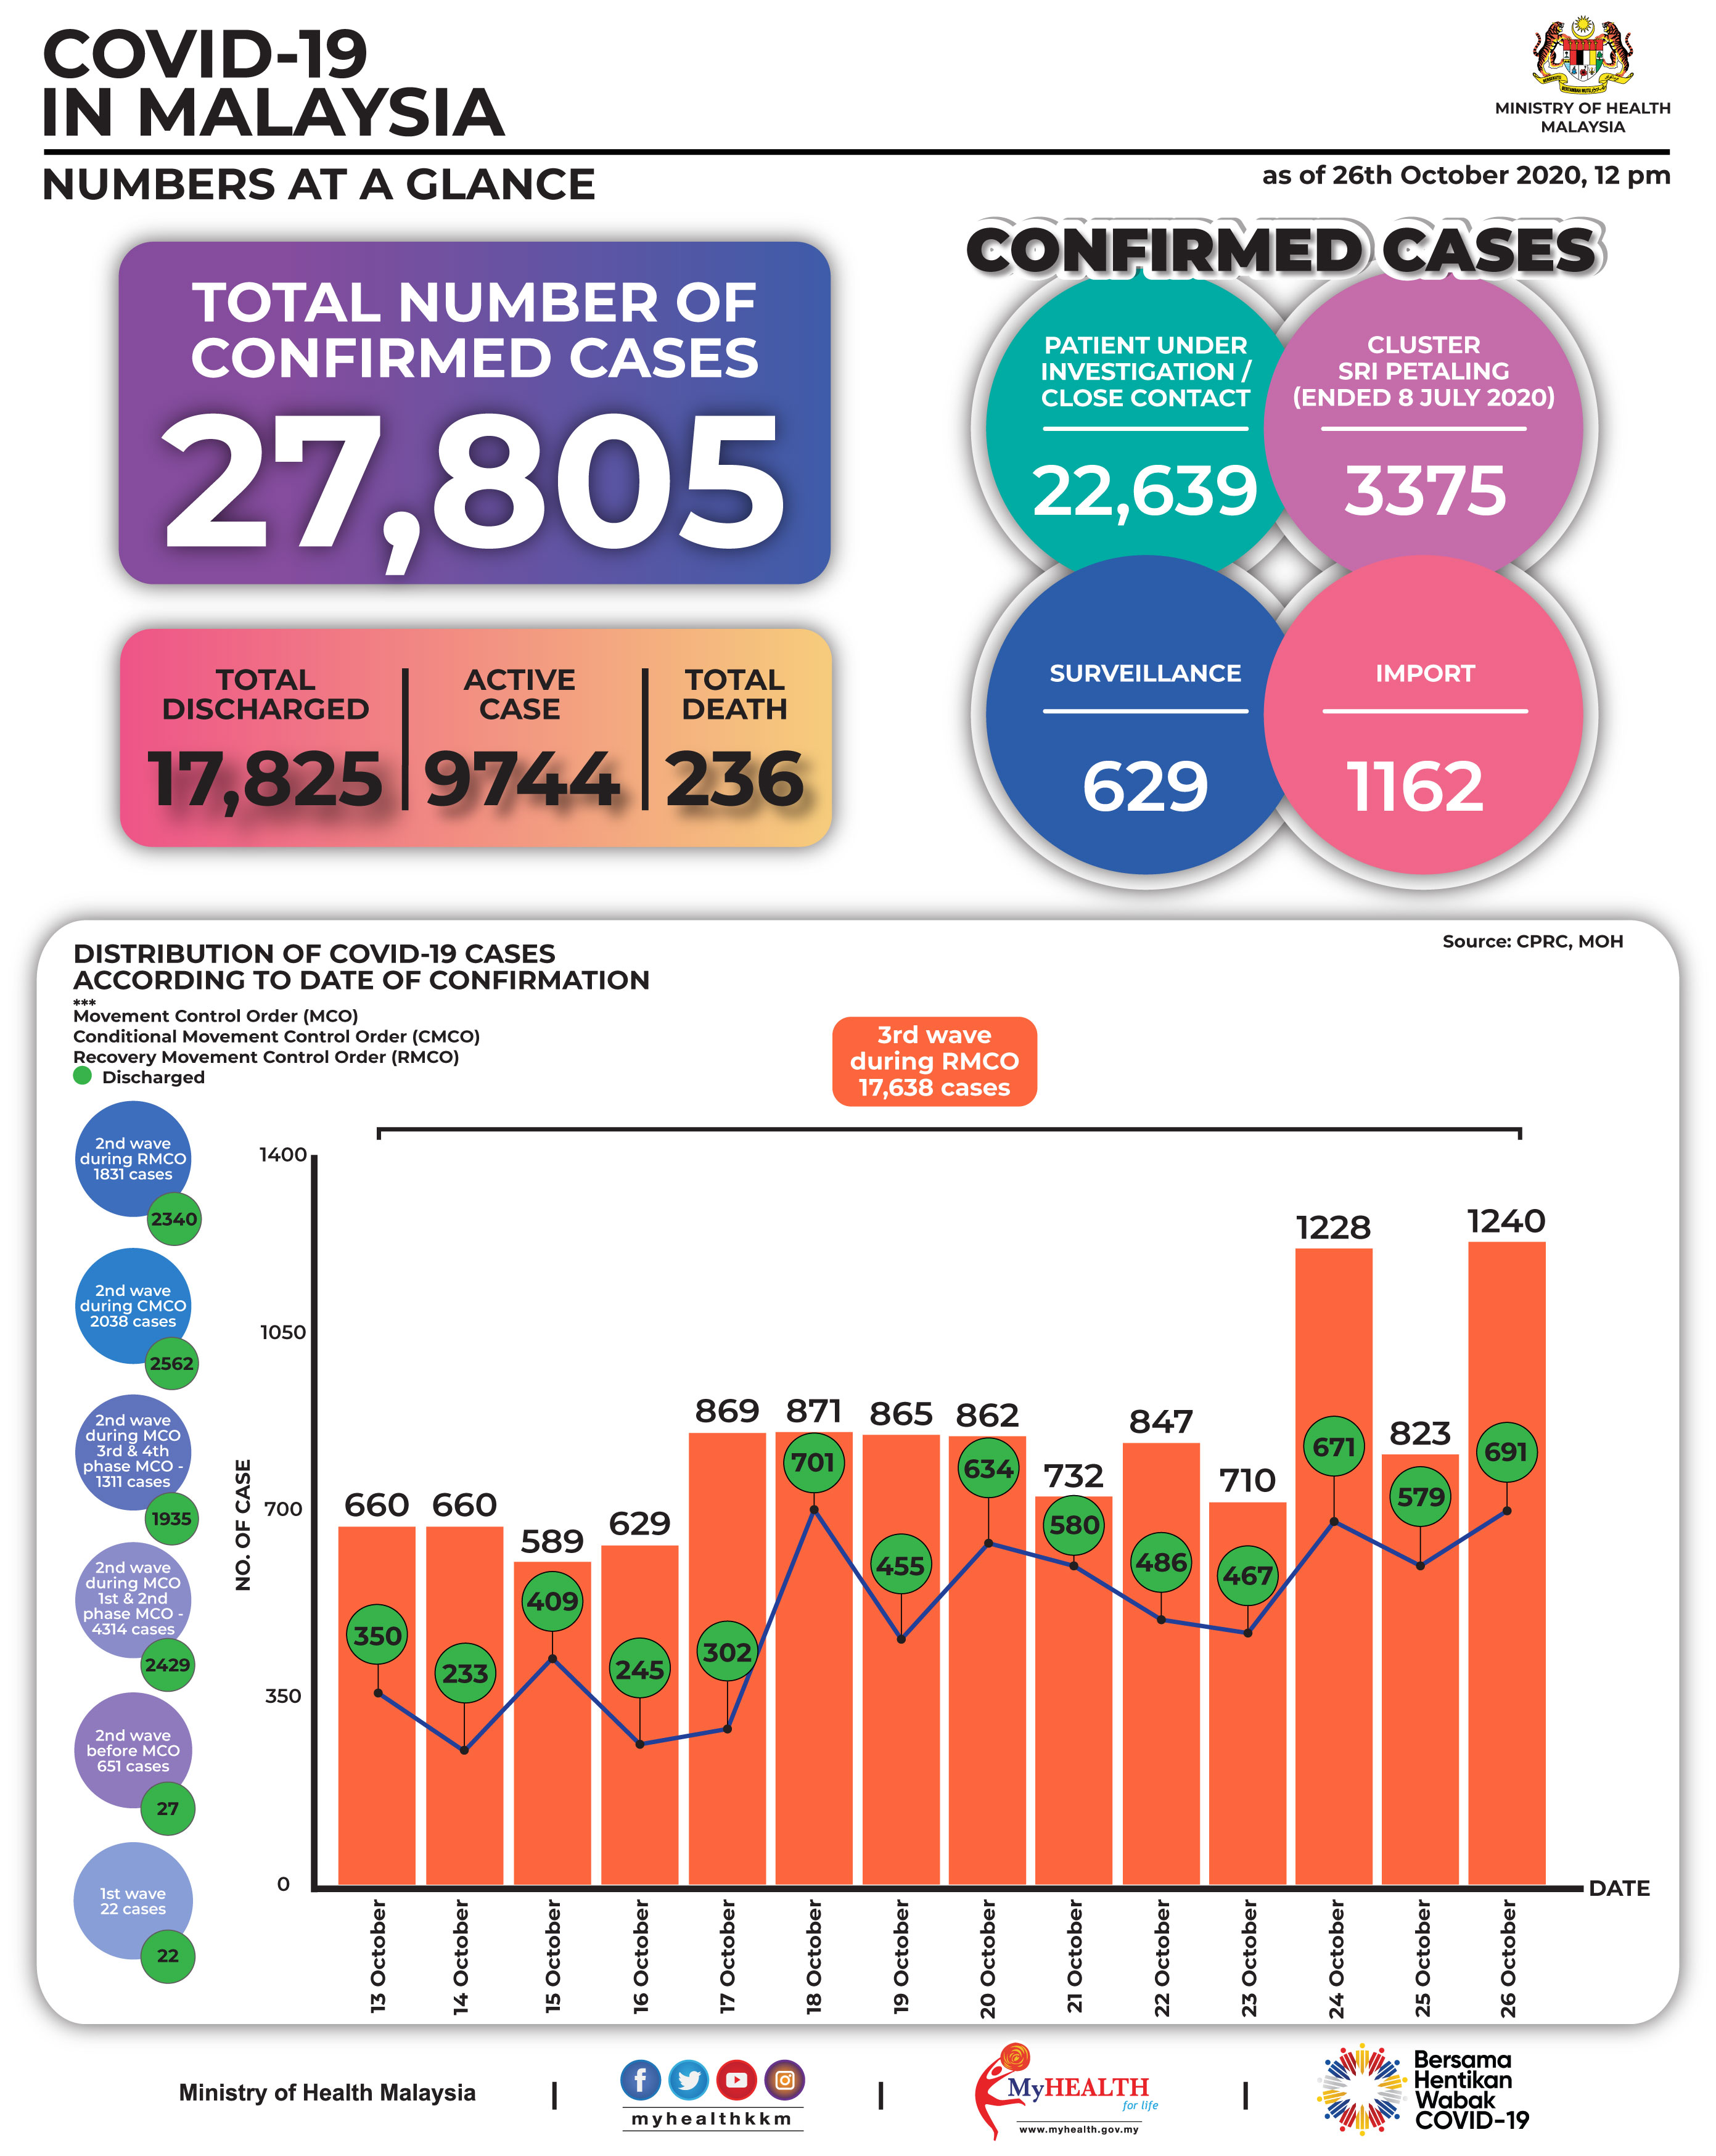 COVID-19
IN MALAYSIA
MINISTRY OF HEALTH
MALAYSIA
NUMBERS AT A GLANCE
as of 26th October 2020, 12 pm
TOTAL NUMBER OF
CONFIRMED CASES
27,805
TOTAL
DISCHARGED
17,825
ACTIVE
CASE
9744
TOTAL
DEATH
236
CONFIRMED CASES
PATIENT UNDER
INVESTIGATION /
CLOSE CONTACT
22,639
CLUSTER
SRI PETALING
(ENDED 8 JULY 2020)
3375
SURVEILLANCE
629
IMPORT
1162
DISTRIBUTION OF COVID-19 CASES
ACCORDING TO DATE OF CONFIRMATION
Source: CPRC, MOH
***
Movement Control Order (MCO)
Conditional Movement Control Order (CMCO)
Recovery Movement Control Order (RMCO)
Discharged
3rd wave
during RMCO
17,638 cases
2nd wave
during RMCO
1831 cases
2340
2nd wave
during CMCO
2038 cases
2562
2nd wave
during MCO
3rd & 4th
phase MCO -
1311 cases
1935
2nd wave
during MCO
1st & 2nd
phase MCO -
4314 cases
2429
2nd wave
before MCO
651 cases
27
1st wave
22 cases
22
NO. OF CASE
1400
1050
700
350
0
660
660
589
629
869
871
865
862
732
847
710
1228
823
1240
350
233
409
245
302
701
455
634
580
486
467
671
579
691
DATE
13 October
14 October
15 October
16 October
17 October
18 October
19 October
20 October
21 October
22 October
23 October
24 October
25 October
26 October
Ministry of Health Malaysia
myhealthkkm
MyHEALTH
for life
www.myhealth.gov.my
Bersama
Hentikan
Wabak
COVID-19